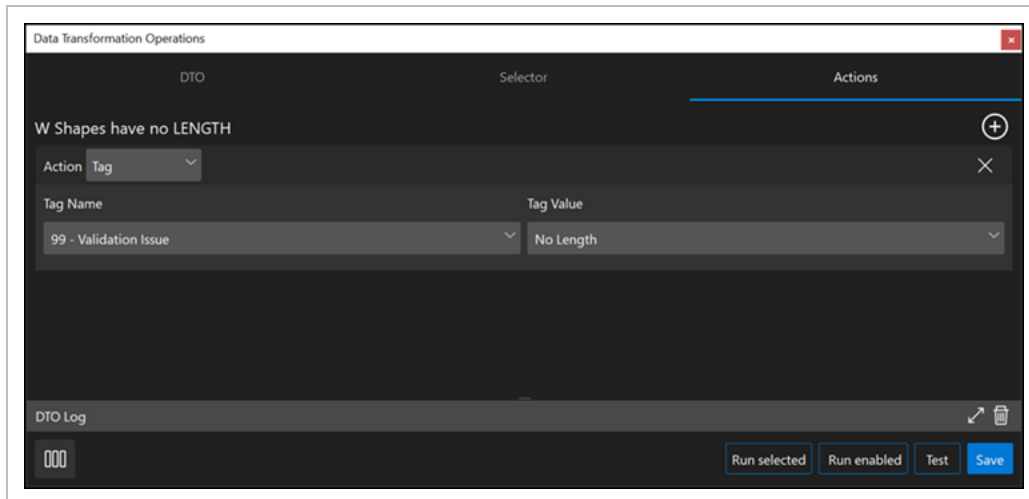 Data Transformation Operations
DTO Selector Actions
W Shapes have no LENGTH
Action Tag
Tag Name Tag Value
99 - Validation Issue No Length
DTO Log
Run selected Run enabled Test Save